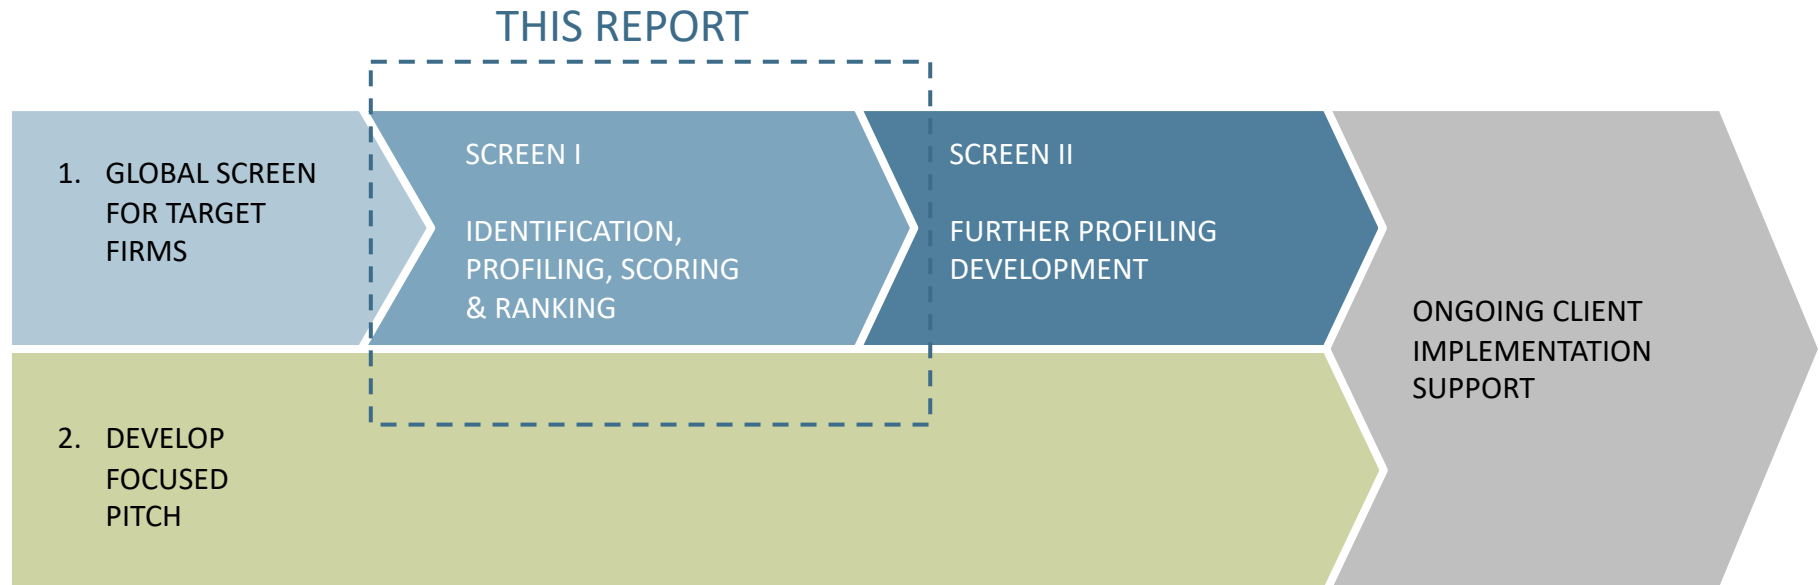 THIS REPORT
1. GLOBAL SCREEN
FOR TARGET
FIRMS
SCREEN I
IDENTIFICATION,
PROFILING, SCORING
& RANKING
SCREEN II
FURTHER PROFILING
DEVELOPMENT
2. DEVELOP
FOCUSED
PITCH
ONGOING CLIENT
IMPLEMENTATION
SUPPORT